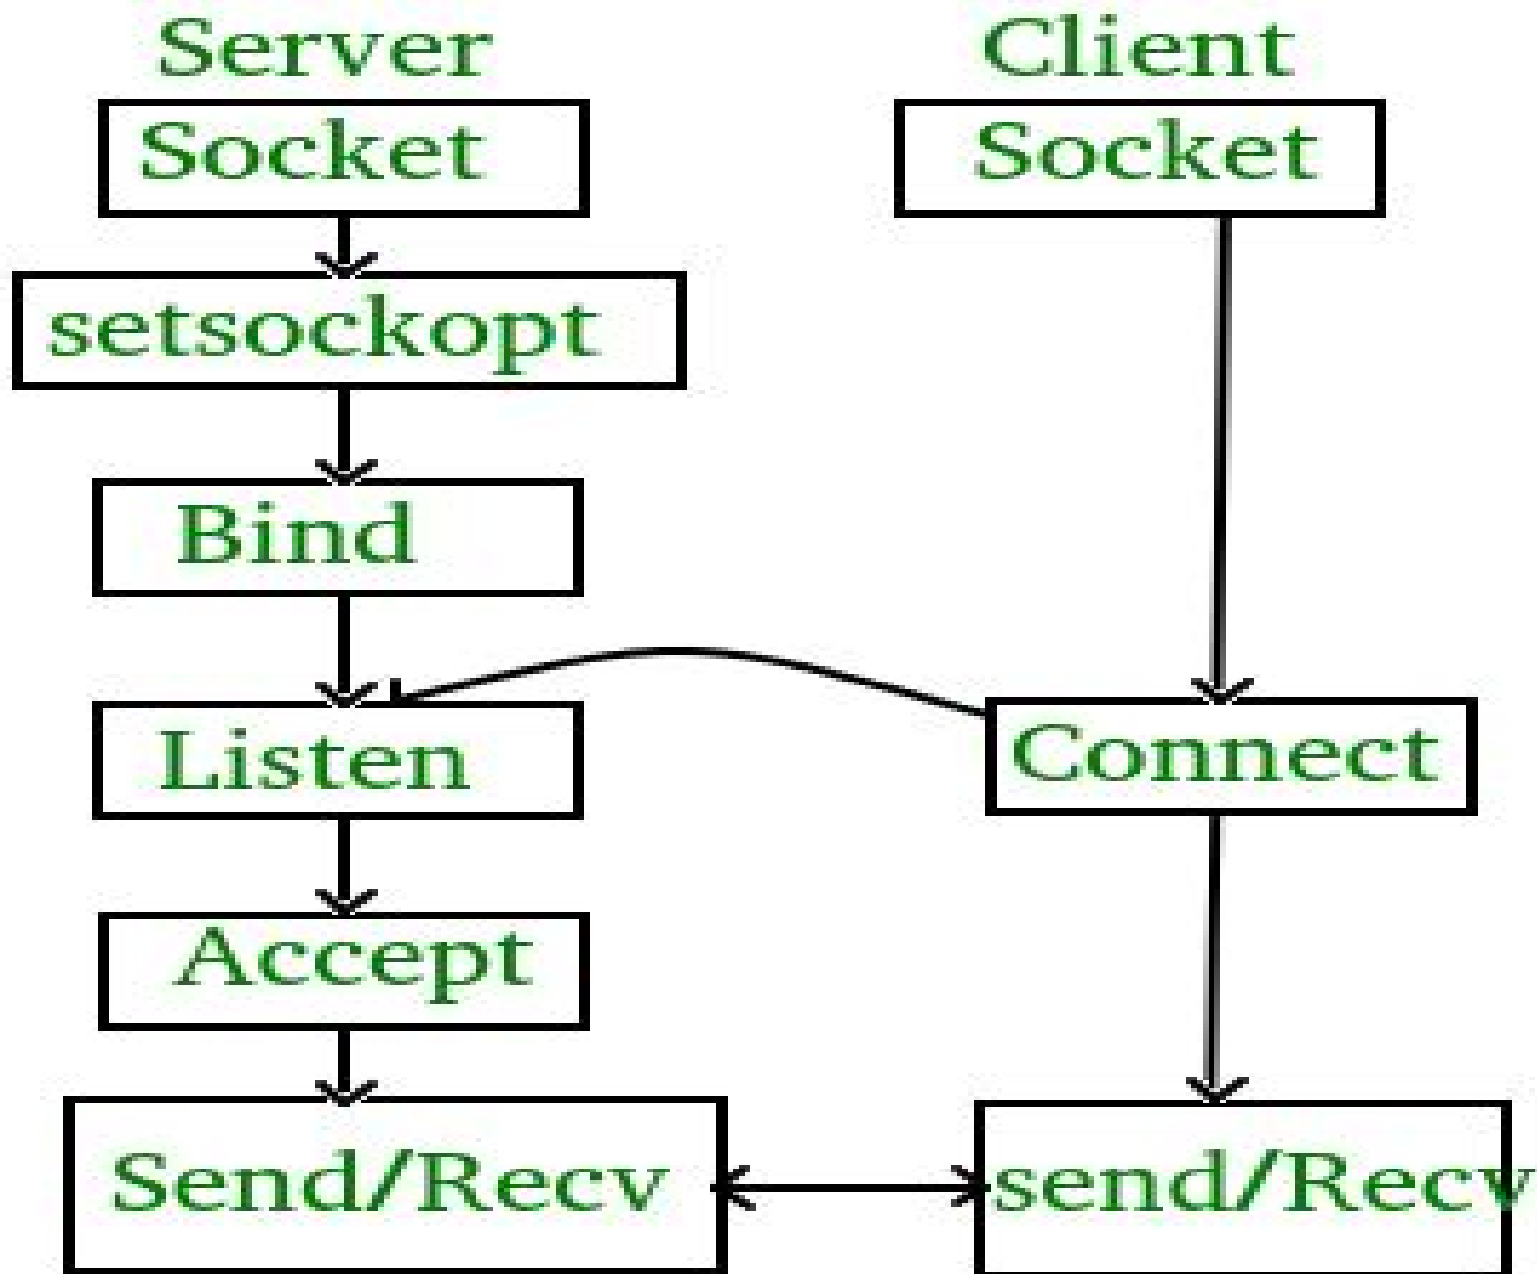 Server
Socket
setsockopt
Bind
Listen
Accept
Send/Recv
Client
Socket
Connect
send/Recv